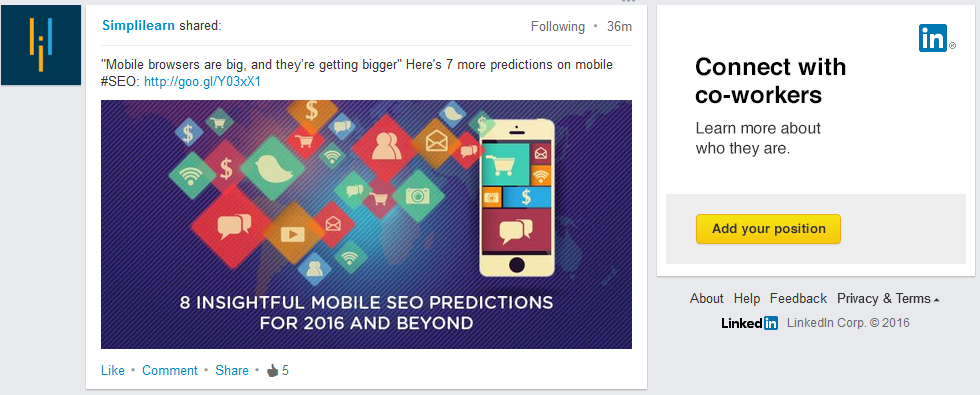 Simplilearn shared:
Following • 36m
"Mobile browsers are big, and they're getting bigger" Here's 7 more predictions on mobile
#SEO: http://goo.gl/Y03xX1
$
$
$
$
$
8 INSIGHTFUL MOBILE SEO PREDICTIONS
FOR 2016 AND BEYOND
Like • Comment • Share • 5
in ®
Connect with
co-workers
Learn more about
who they are.
Add your position
About Help Feedback Privacy & Terms
Linked in LinkedIn Corp. © 2016